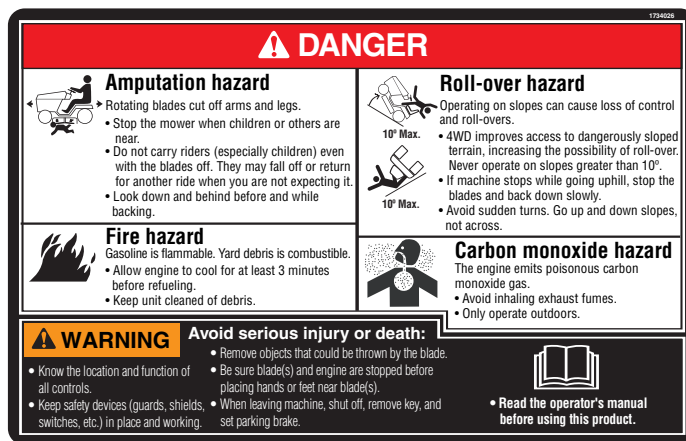 1734026
DANGER
Amputation hazard
Rotating blades cut off arms and legs.
• Stop the mower when children or others are
near.
• Do not carry riders (especially children) even
with the blades off. They may fall off or return
for another ride when you are not expecting it.
• Look down and behind before and while
backing.
Roll-over hazard
Operating on slopes can cause loss of control
and roll-overs.
• 4WD improves access to dangerously sloped
terrain, increasing the possibility of roll-over.
Never operate on slopes greater than 10º.
• If machine stops while going uphill, stop the
blades and back down slowly.
• Avoid sudden turns. Go up and down slopes,
not across.
10º Max.
10º Max.
Fire hazard
Gasoline is flammable. Yard debris is combustible.
• Allow engine to cool for at least 3 minutes
before refueling.
• Keep unit cleaned of debris.
Carbon monoxide hazard
The engine emits poisonous carbon
monoxide gas.
• Avoid inhaling exhaust fumes.
• Only operate outdoors.
WARNING
Avoid serious injury or death:
• Know the location and function of
all controls.
• Keep safety devices (guards, shields,
switches, etc.) in place and working.
• Remove objects that could be thrown by the blade.
• Be sure blade(s) and engine are stopped before
placing hands or feet near blade(s).
• When leaving machine, shut off, remove key, and
set parking brake.
• Read the operator's manual
before using this product.